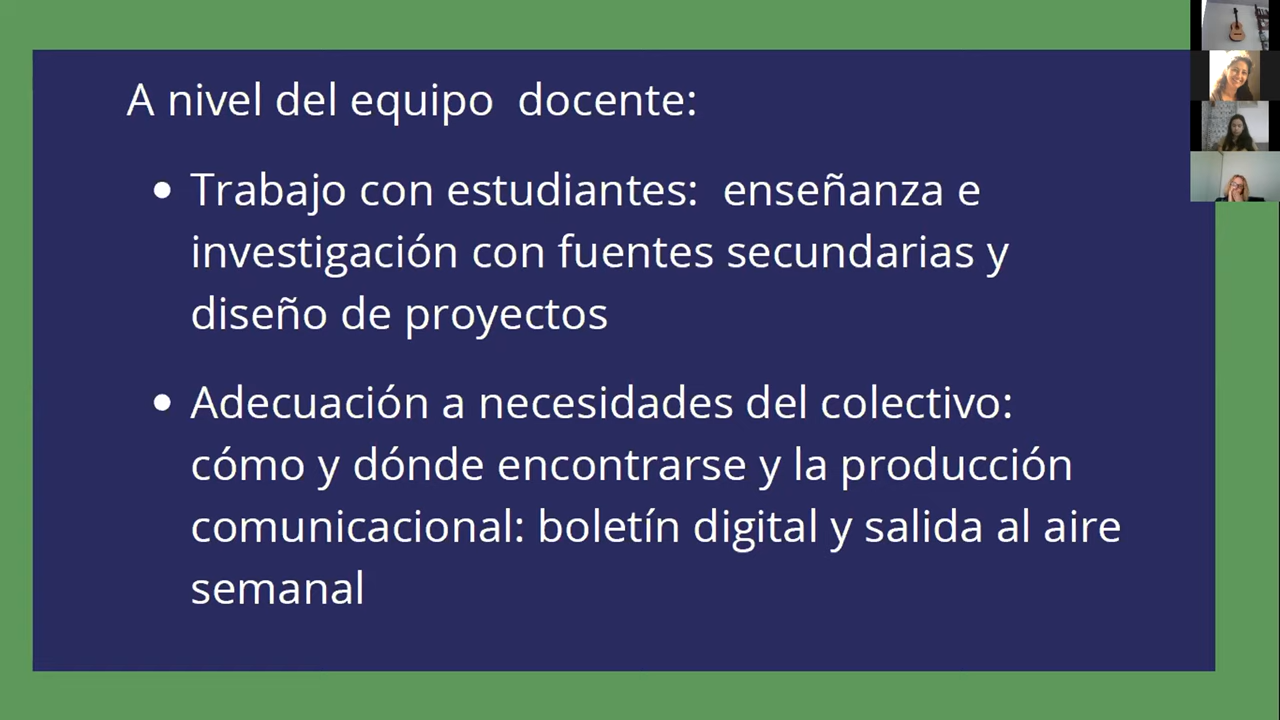 A nivel del equipo docente:
• Trabajo con estudiantes: enseñanza e
investigación con fuentes secundarias y
diseño de proyectos
• Adecuación a necesidades del colectivo:
cómo y dónde encontrarse y la producción
comunicacional: boletín digital y salida al aire
semanal